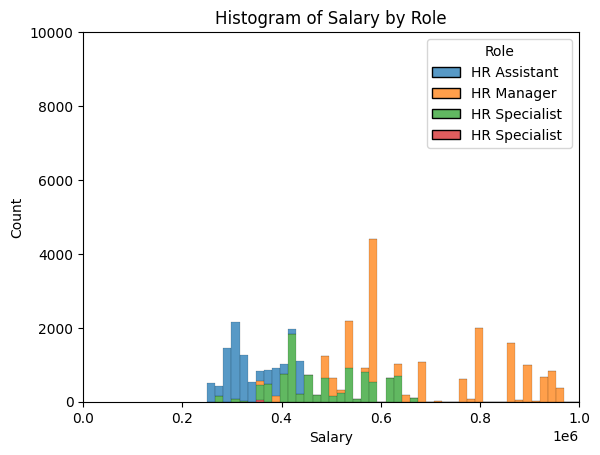 Histogram of Salary by Role
10000
8000
6000
4000
2000
0
Count
Role
HR Assistant
HR Manager
HR Specialist
HR Specialist
0.0 0.2 0.4 0.6 0.8 1.0
1e6
Salary